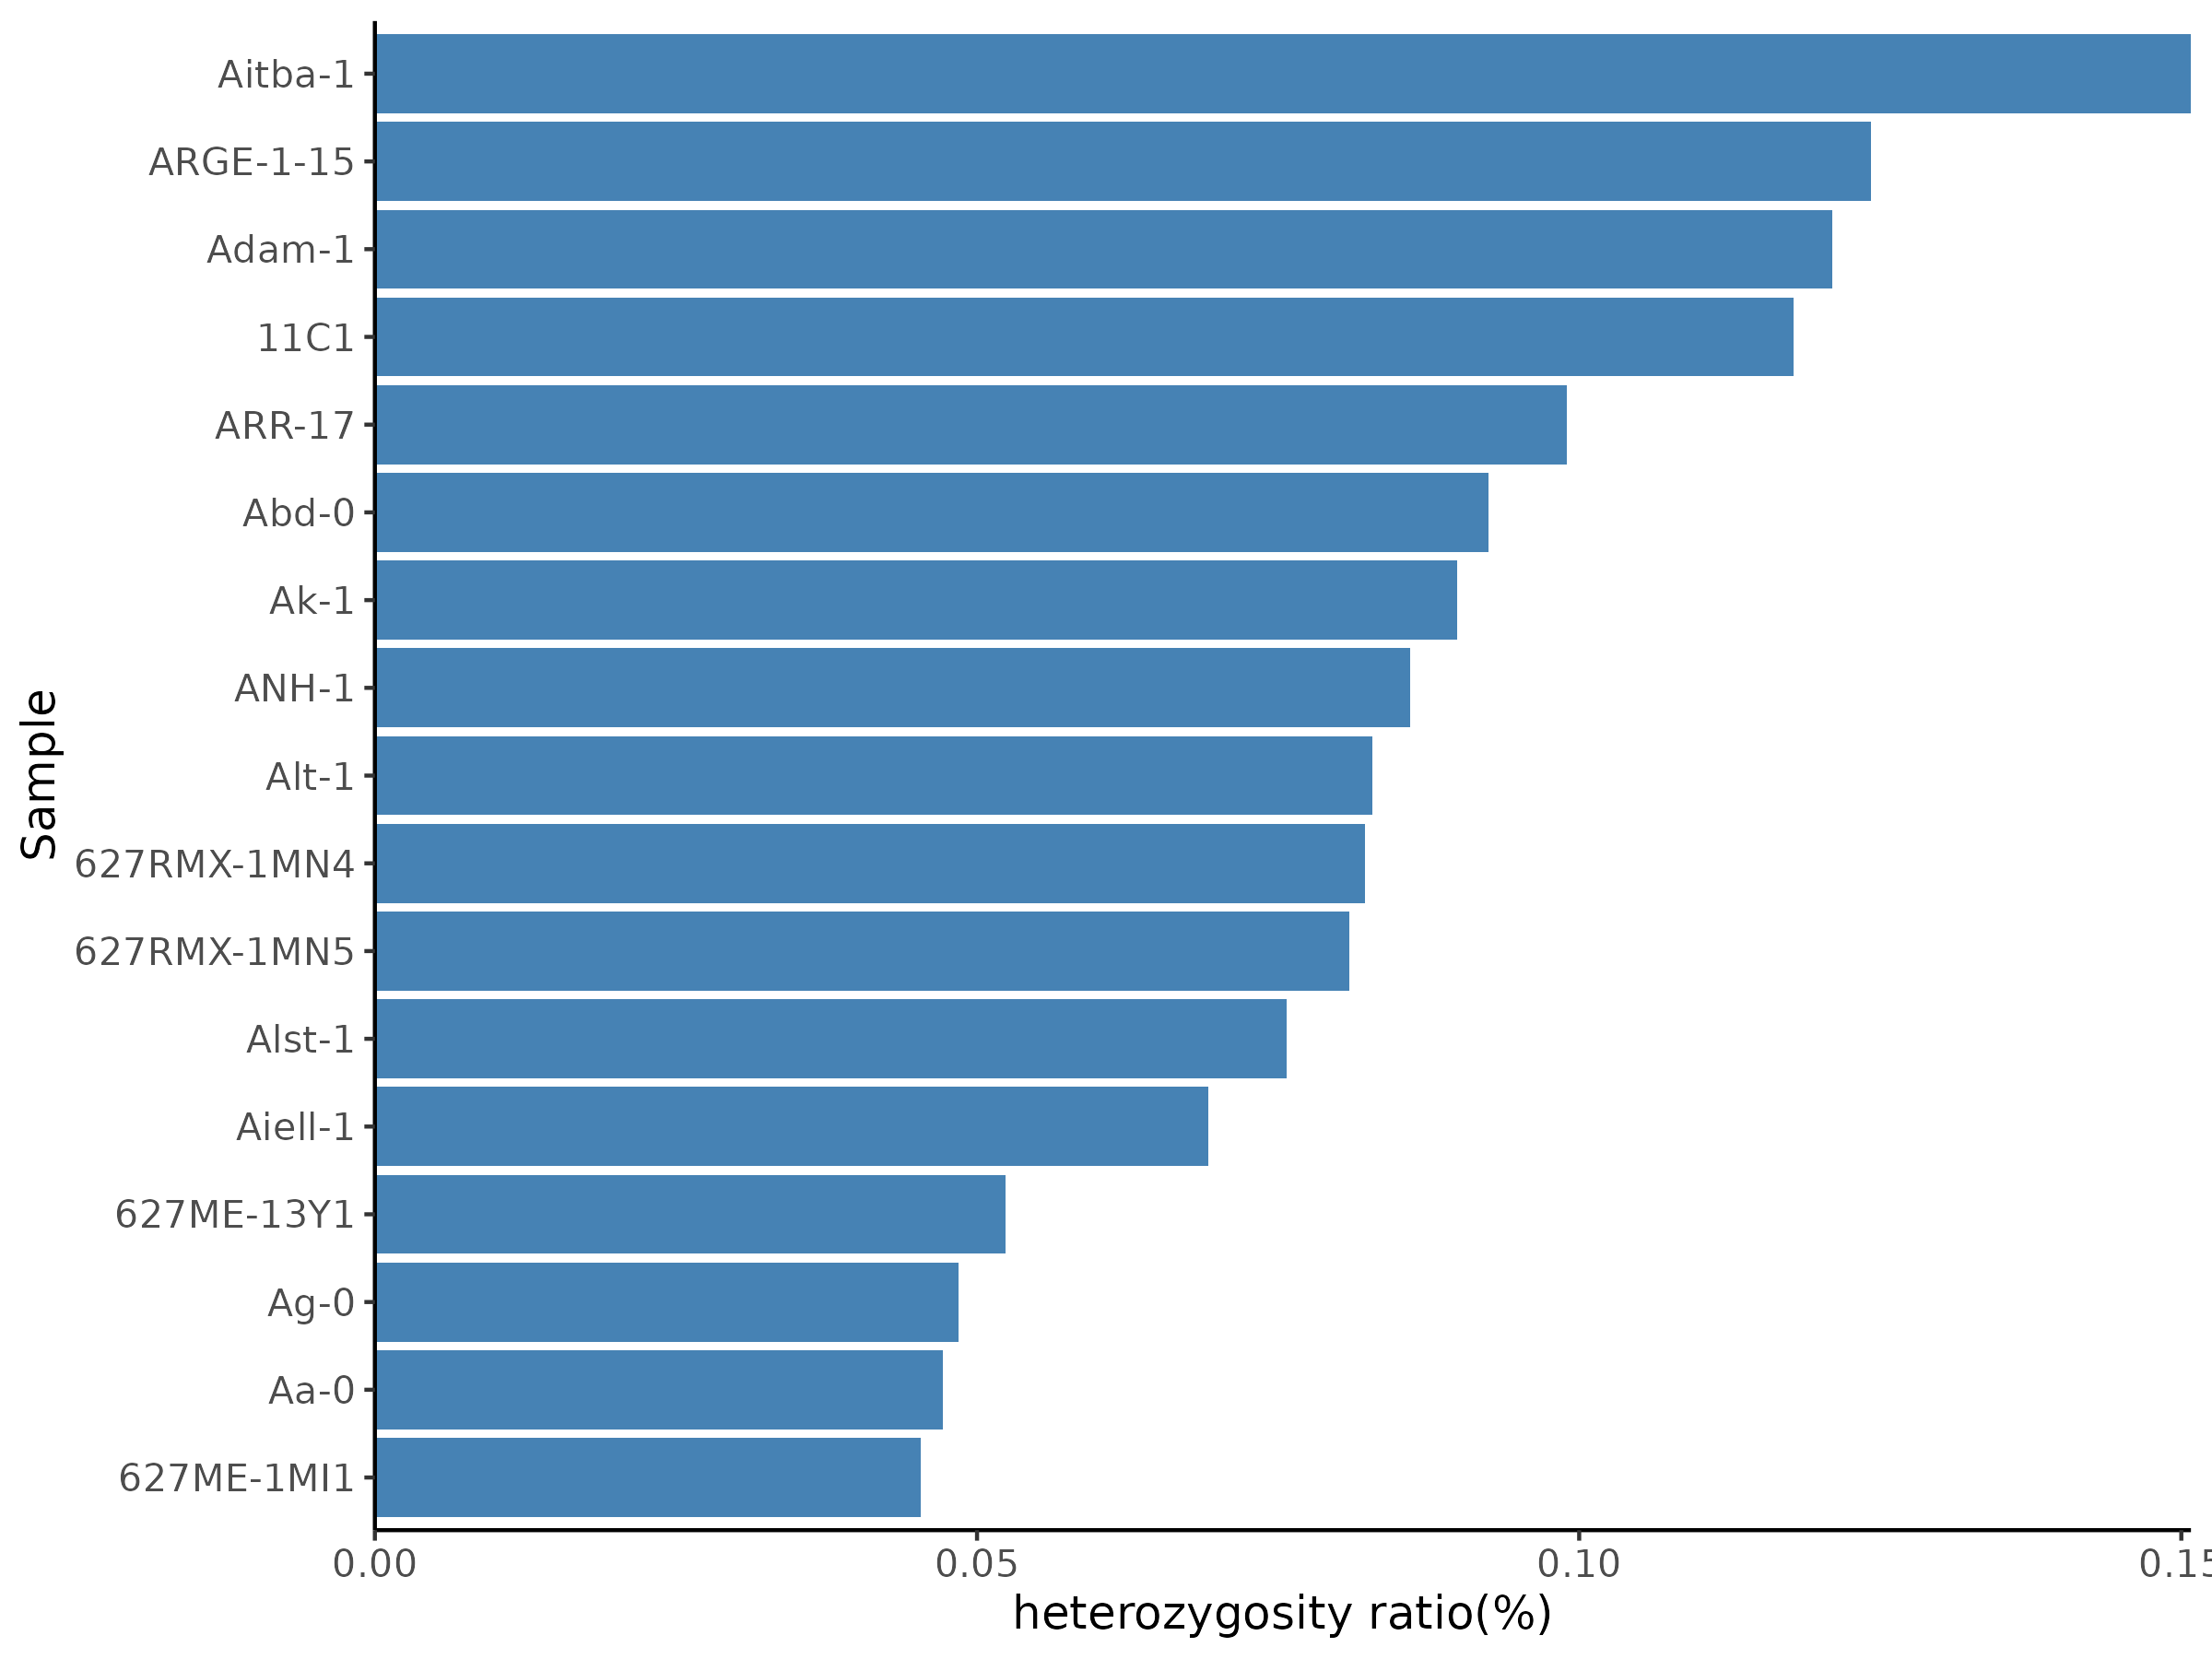 Aitba-1
ARGE-1-15
Adam-1
11C1
ARR-17
Abd-0
Ak-1
ANH-1
Alt-1
627RMX-1MN4
627RMX-1MN5
Alst-1
Aiell-1
627ME-13Y1
Ag-0
Aa-0
627ME-1MI1
Sample
0.00 0.05 0.10 0.15
heterozygosity ratio(%)